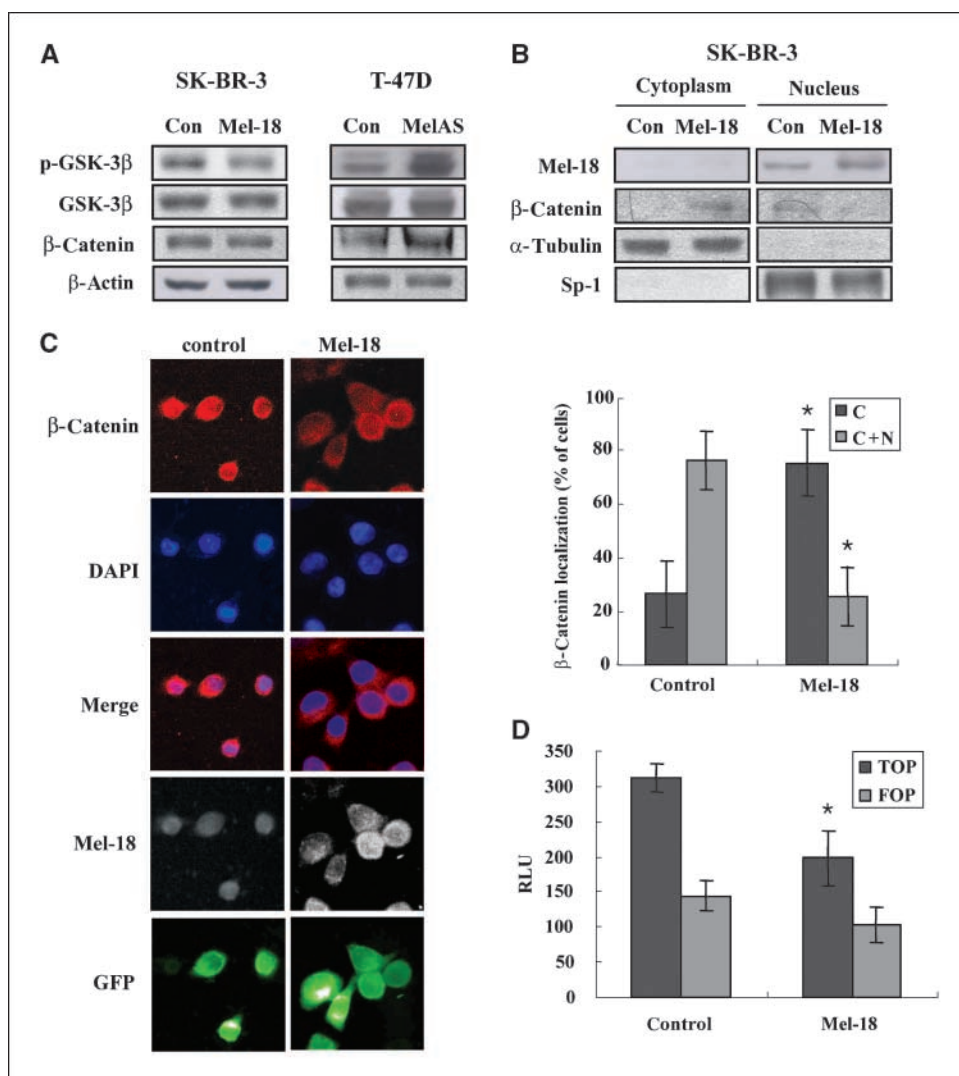 A
SK-BR-3
T-47D
Con Mel-18
Con MelAS
p-GSK-3β
GSK-3β
β-Catenin
β-Actin
B
SK-BR-3
Cytoplasm Nucleus
Con Mel-18 Con Mel-18
Mel-18
β-Catenin
α-Tubulin
Sp-1
C
control Mel-18
β-Catenin
DAPI
Merge
Mel-18
GFP
β-Catenin localization (% of cells)
100
80
60
40
20
0
* *
C
C+N
Control Mel-18
D
RLU
350
300
250
200
150
100
50
0
*
TOP
FOP
Control Mel-18